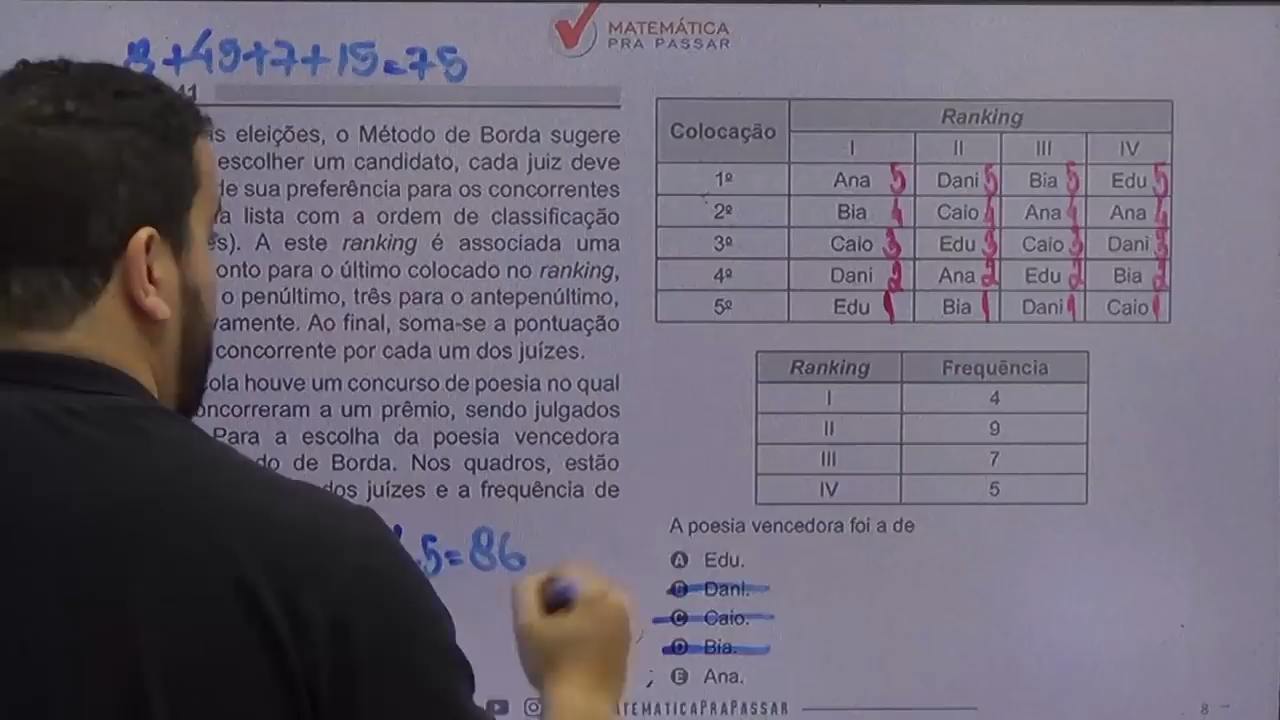 MATEMÁTICA
PRA PASSAR
8+45+7+15=75
41
as eleições, o Método de Borda sugere
escolher um candidato, cada juiz deve
de sua preferência para os concorrentes
a lista com a ordem de classificação
A este ranking é associada uma
onto para o último colocado no ranking,
o penúltimo, três para o antepenúltimo,
vamente. Ao final, soma-se a pontuação
concorrente por cada um dos juízes.
ola houve um concurso de poesia no qual
oncorreram a um prêmio, sendo julgados
Para a escolha da poesia vencedora
do de Borda. Nos quadros, estão
dos juízes e a frequência de
5=86
Colocação Ranking
I II III IV
1º Ana 5 Dani 5 Bia 5 Edu 5
2º Bia 4 Caio 4 Ana 4 Ana 4
3º Caio 3 Edu 3 Caio 3 Dani 3
4º Dani 2 Ana 2 Edu 2 Bia 2
5º Edu 1 Bia 1 Dani 1 Caio 1
Ranking Frequência
I 4
II 9
III 7
IV 5
A poesia vencedora foi a de
A Edu.
B Dani.
C Caio.
D Bia.
E Ana.
TEMATICAPRAPASSAR
8